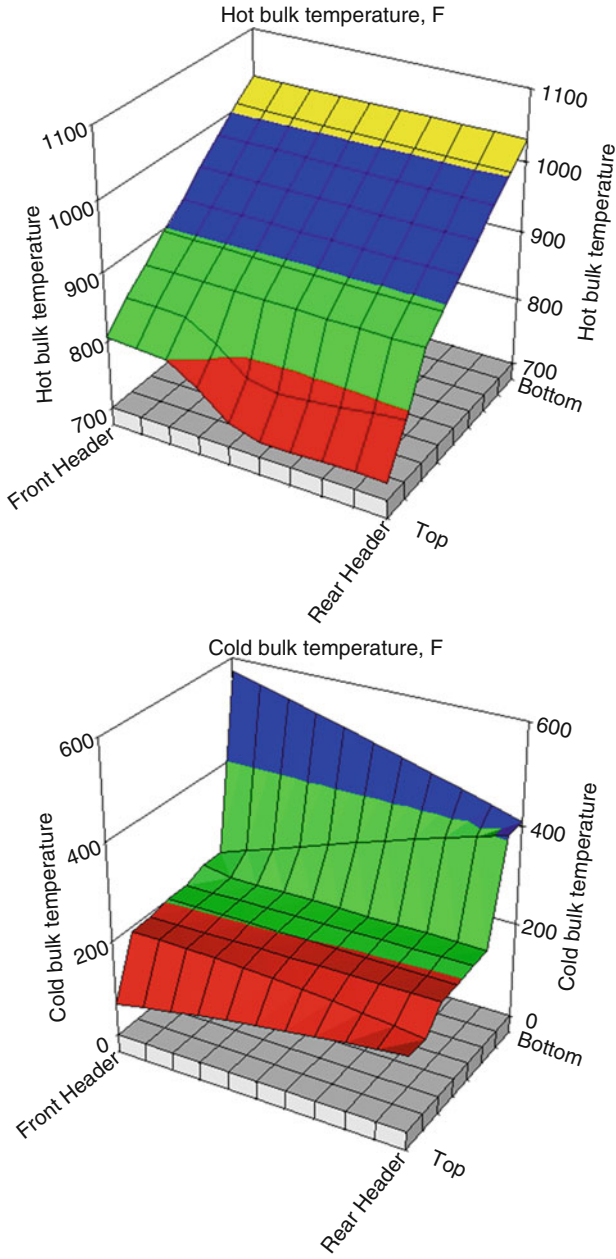 Hot bulk temperature, F
1100
1000
900
800
700
Hot bulk temperature
1100
1000
900
800
700
Hot bulk temperature
Front Header
Rear Header
Top
Bottom
Cold bulk temperature, F
600
400
200
0
Cold bulk temperature
600
400
200
0
Cold bulk temperature
Front Header
Rear Header
Top
Bottom